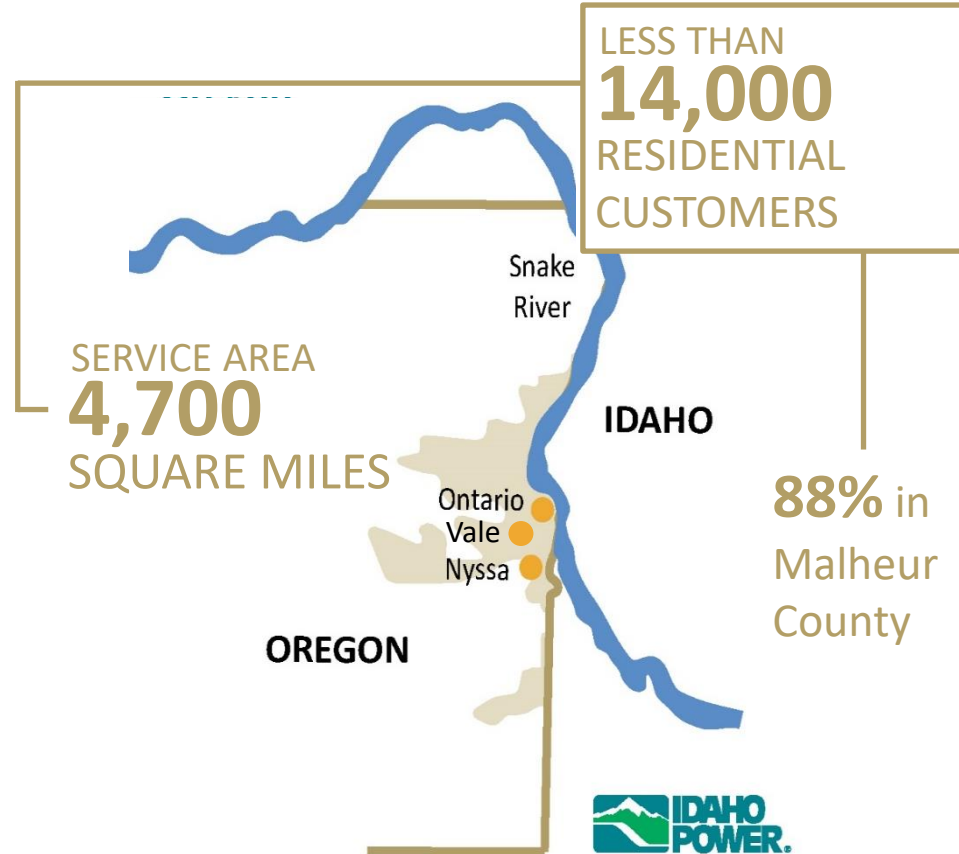 LESS THAN
14,000
RESIDENTIAL
CUSTOMERS
Snake
River
SERVICE AREA
4,700
SQUARE MILES
IDAHO
Ontario
Vale
Nyssa
88% in
Malheur
County
OREGON
IDAHO
POWER®